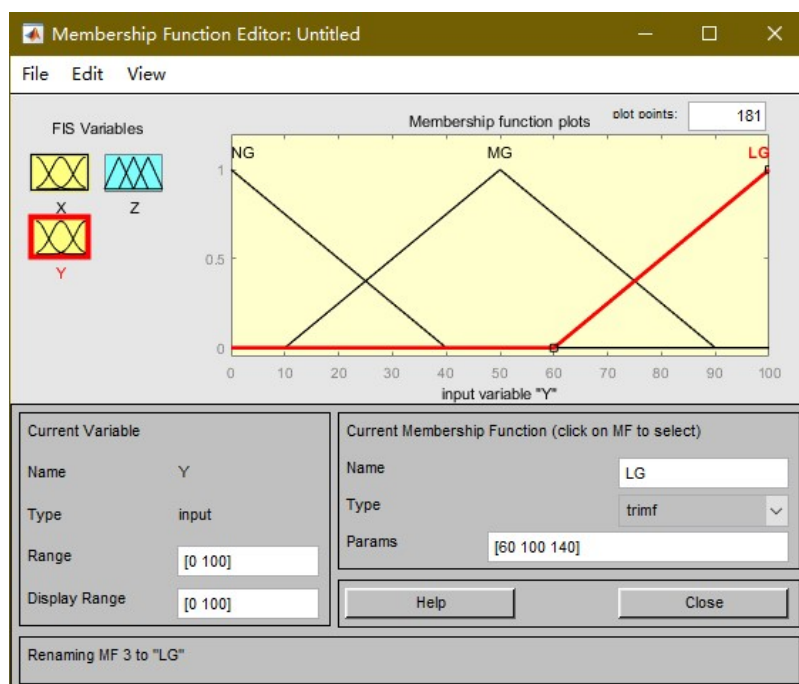 Membership Function Editor: Untitled
File Edit View
FIS Variables
X
Z
Y
Membership function plots
plot points:
181
NG
MG
LG
1
0.5
0
0 10 20 30 40 50 60 70 80 90 100
input variable "Y"
Current Variable
Name Y
Type input
Range [0 100]
Display Range [0 100]
Current Membership Function (click on MF to select)
Name LG
Type trimf
Params [60 100 140]
Help
Close
Renaming MF 3 to "LG"